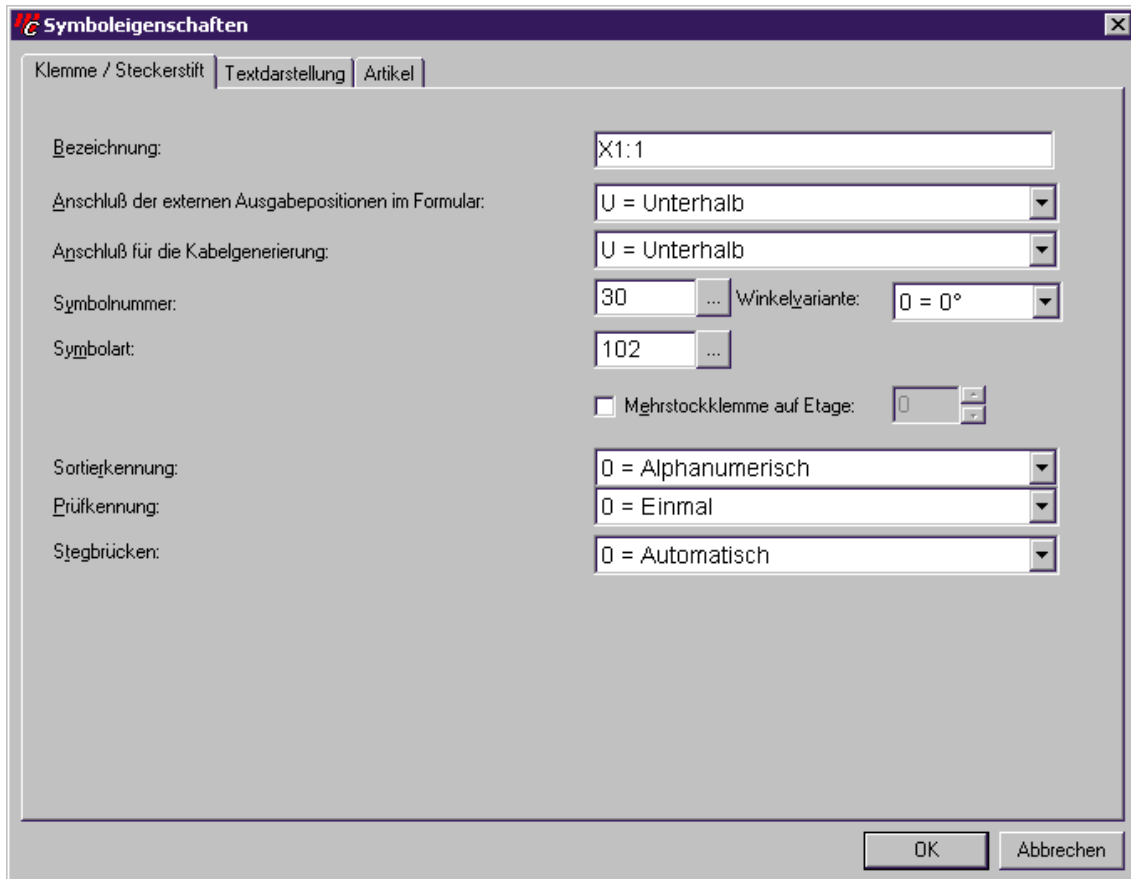 Symboleigenschaften
Klemme / Steckerstift Textdarstellung Artikel
Bezeichnung: X1:1
Anschluß der externen Ausgabepositionen im Formular: U = Unterhalb
Anschluß für die Kabelgenerierung: U = Unterhalb
Symbolnummer: 30 ... Winkelvariante: 0 = 0°
Symbolart: 102 ...
Mehrstockklemme auf Etage: 0
Sortierkennung: 0 = Alphanumerisch
Prüfkennung: 0 = Einmal
Stegbrücken: 0 = Automatisch
OK Abbrechen